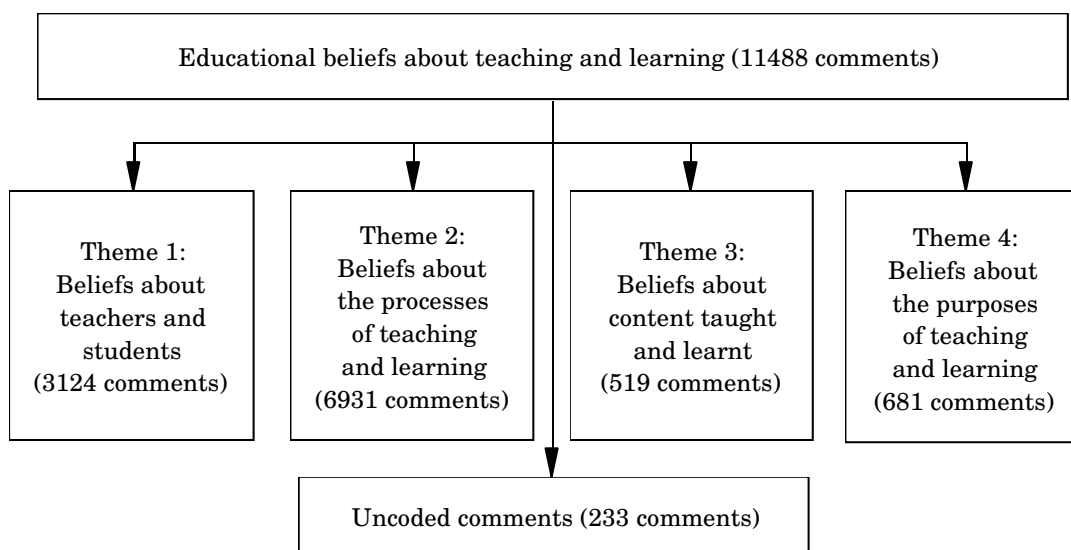 Educational beliefs about teaching and learning (11488 comments)
Theme 1:
Beliefs about
teachers and
students
(3124 comments)
Theme 2:
Beliefs about
the processes
of teaching
and learning
(6931 comments)
Theme 3:
Beliefs about
content taught
and learnt
(519 comments)
Theme 4:
Beliefs about
the purposes
of teaching
and learning
(681 comments)
Uncoded comments (233 comments)